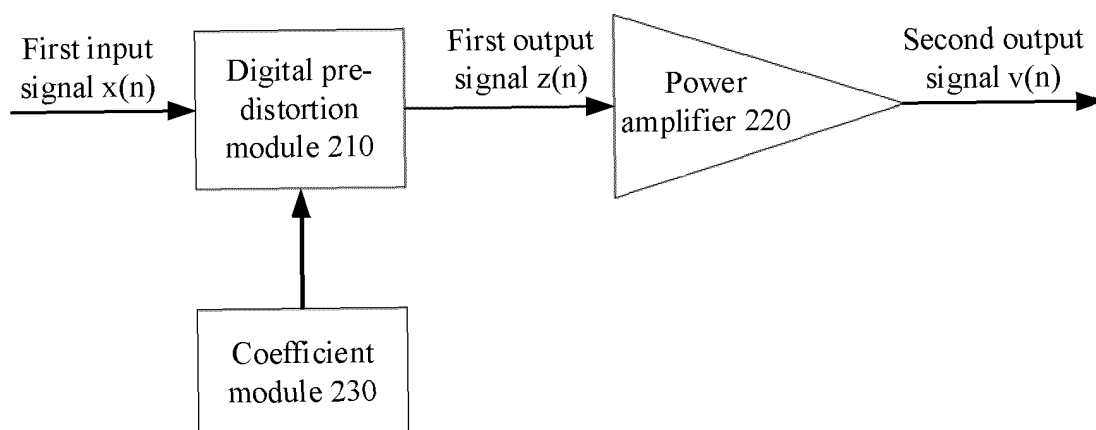 First input
signal x(n)
Digital pre-
distortion
module 210
First output
signal z(n)
Power
amplifier 220
Second output
signal v(n)
Coefficient
module 230